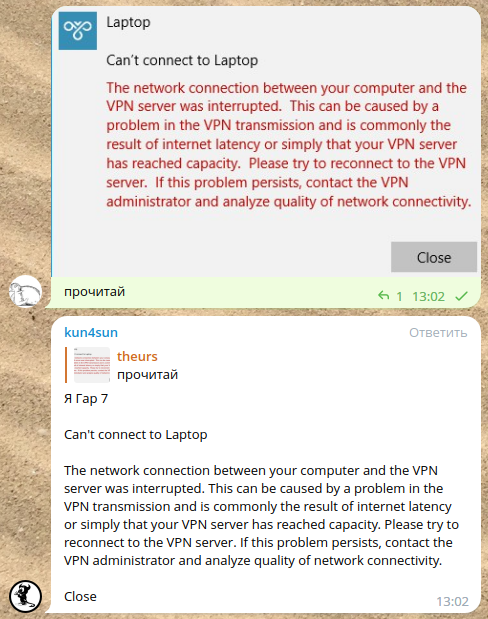 Laptop
Can’t connect to Laptop
The network connection between your computer and the
VPN server was interrupted.  This can be caused by a
problem in the VPN transmission and is commonly the
result of internet latency or simply that your VPN server
has reached capacity.  Please try to reconnect to the VPN
server.  If this problem persists, contact the VPN
administrator and analyze quality of network connectivity.
Close
прочитай
1 13:02
kun4sun Ответить
theurs
прочитай
Я Гар 7
Can't connect to Laptop
The network connection between your computer and the VPN
server was interrupted. This can be caused by a problem in the
VPN transmission and is commonly the result of internet latency
or simply that your VPN server has reached capacity. Please try to
reconnect to the VPN server. If this problem persists, contact the
VPN administrator and analyze quality of network connectivity.
Close
13:02